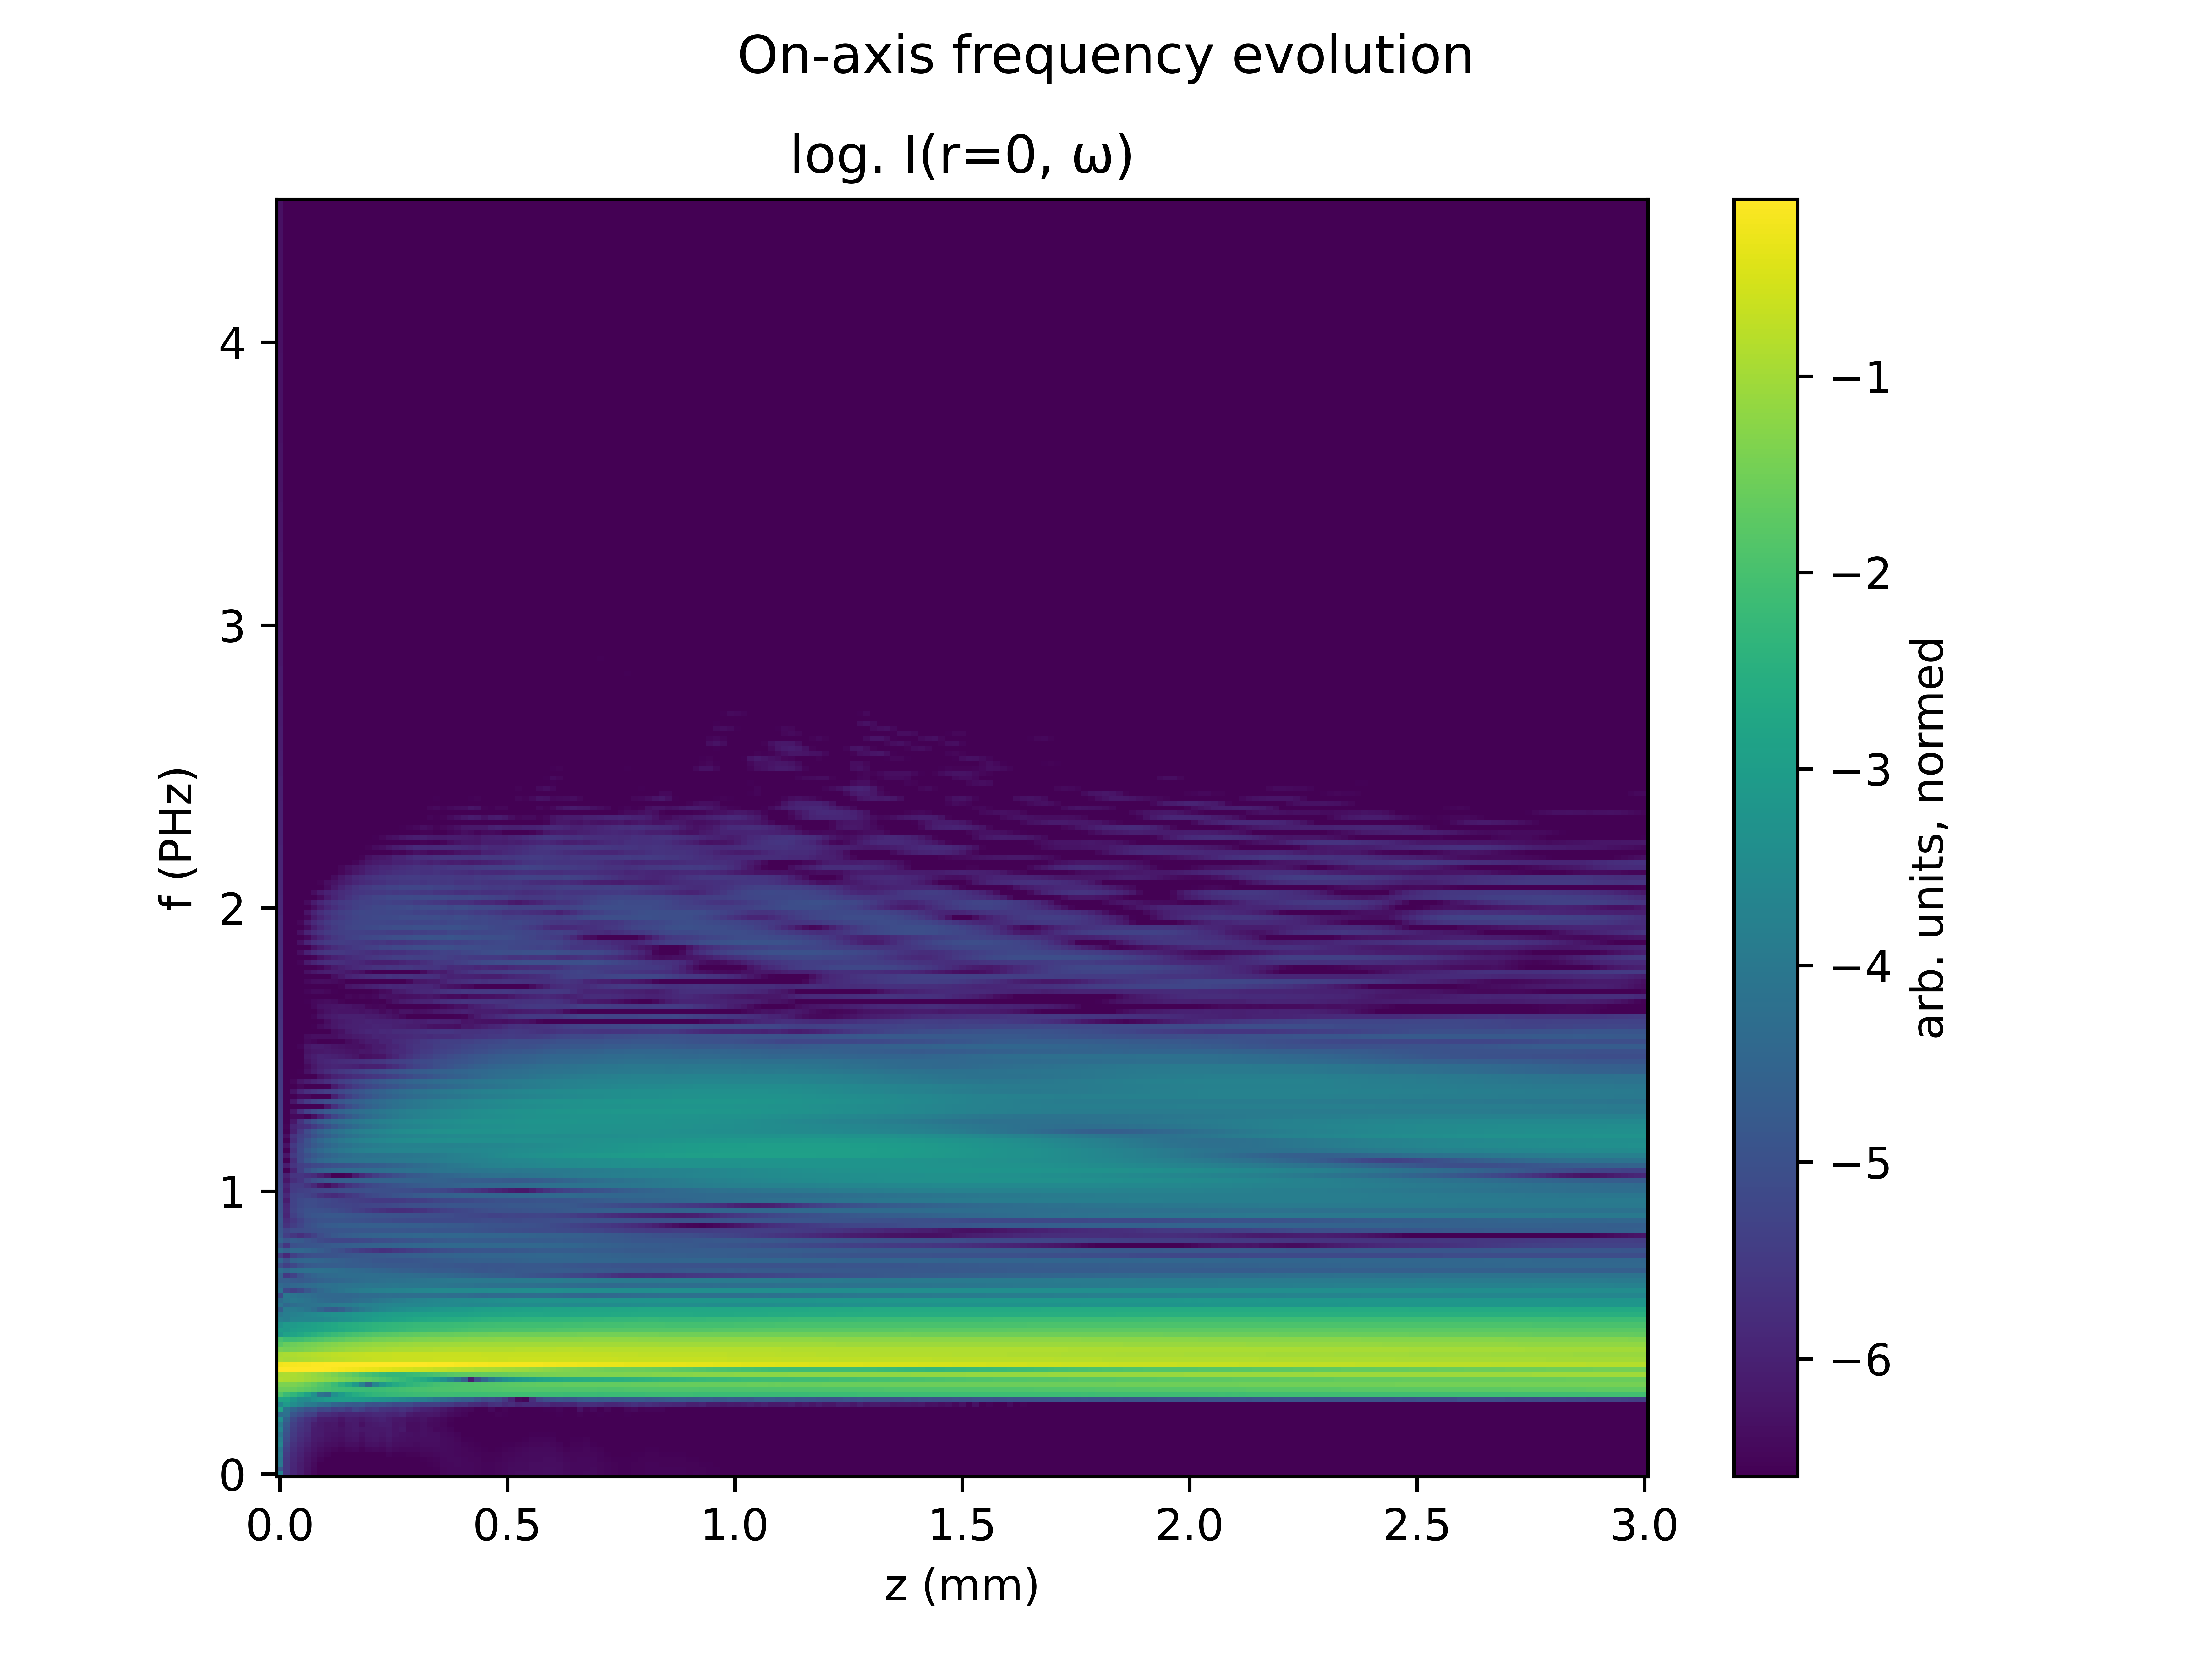 On-axis frequency evolution
log. I(r=0, ω)
4
3
2
1
0
f (PHz)
0.0 0.5 1.0 1.5 2.0 2.5 3.0
z (mm)
−1
−2
−3
−4
−5
−6
arb. units, normed